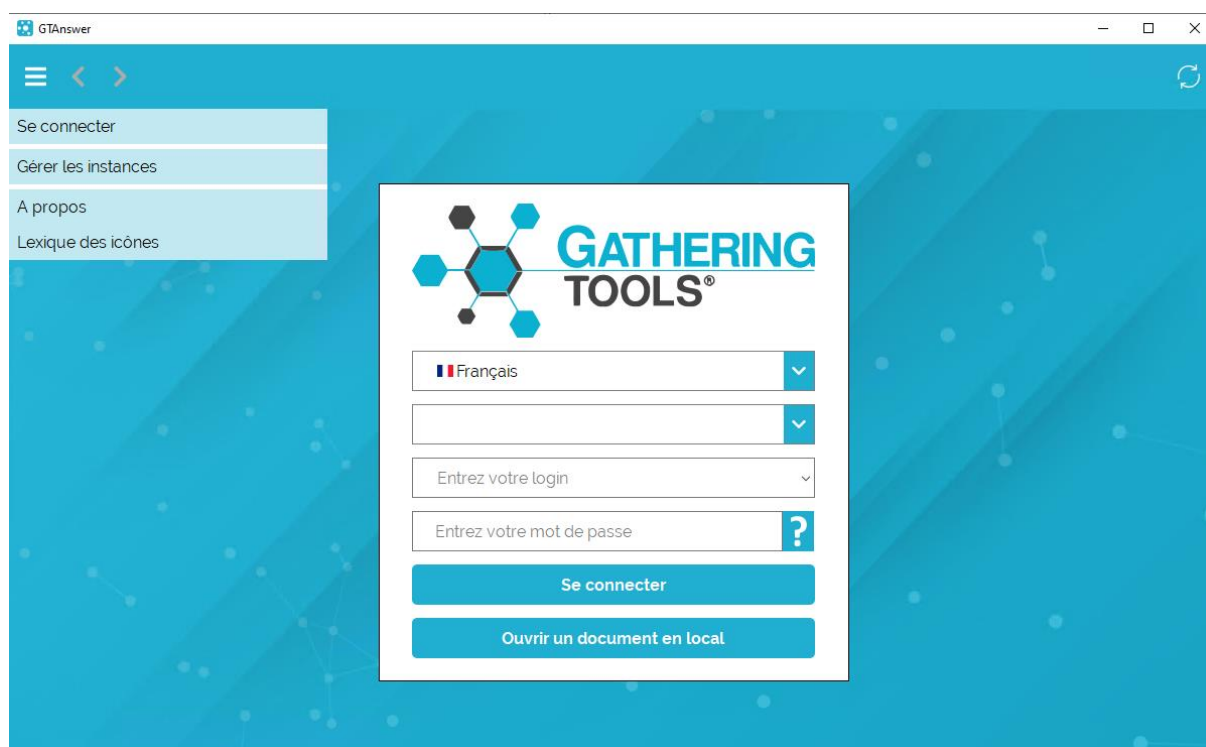 GTAnswer
Se connecter
Gérer les instances
A propos
Lexique des icônes
GATHERING
TOOLS®
Français
Entrez votre login
Entrez votre mot de passe
?
Se connecter
Ouvrir un document en local